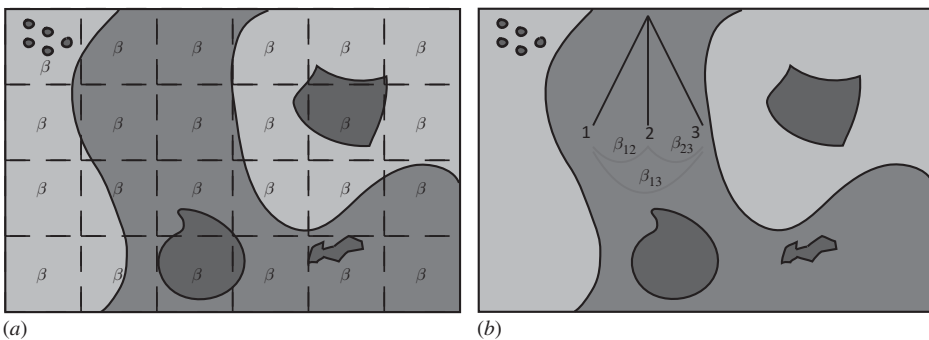 β β β β β
β
β β β β β β
β β β β β
β β β β β β
1 2 3
β12 β23
β13
(a) (b)